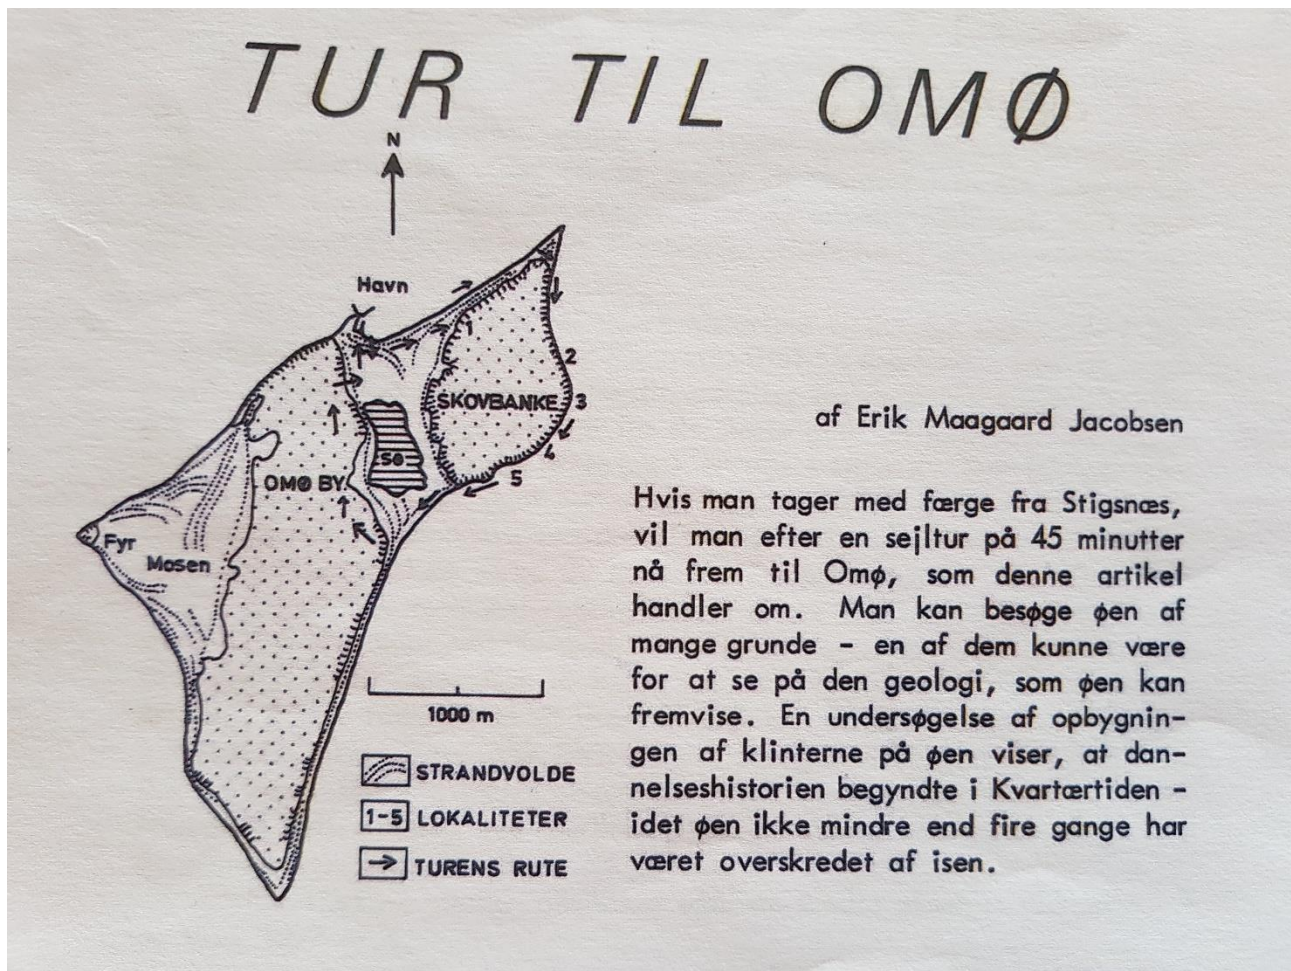 TUR TIL OMØ
N
Havn
1
2
SKOVBANKE 3
4
SØ
5
OMØ BY
Fyr
Mosen
1000 m
STRANDVOLDE
1-5 LOKALITETER
TURENS RUTE
af Erik Maagaard Jacobsen
Hvis man tager med færge fra Stigsnæs,
vil man efter en sejltur på 45 minutter
nå frem til Omø, som denne artikel
handler om. Man kan besøge øen af
mange grunde - en af dem kunne være
for at se på den geologi, som øen kan
fremvise. En undersøgelse af opbygnin-
gen af klinterne på øen viser, at dan-
nelseshistorien begyndte i Kvartærtiden -
idet øen ikke mindre end fire gange har
været overskredet af isen.